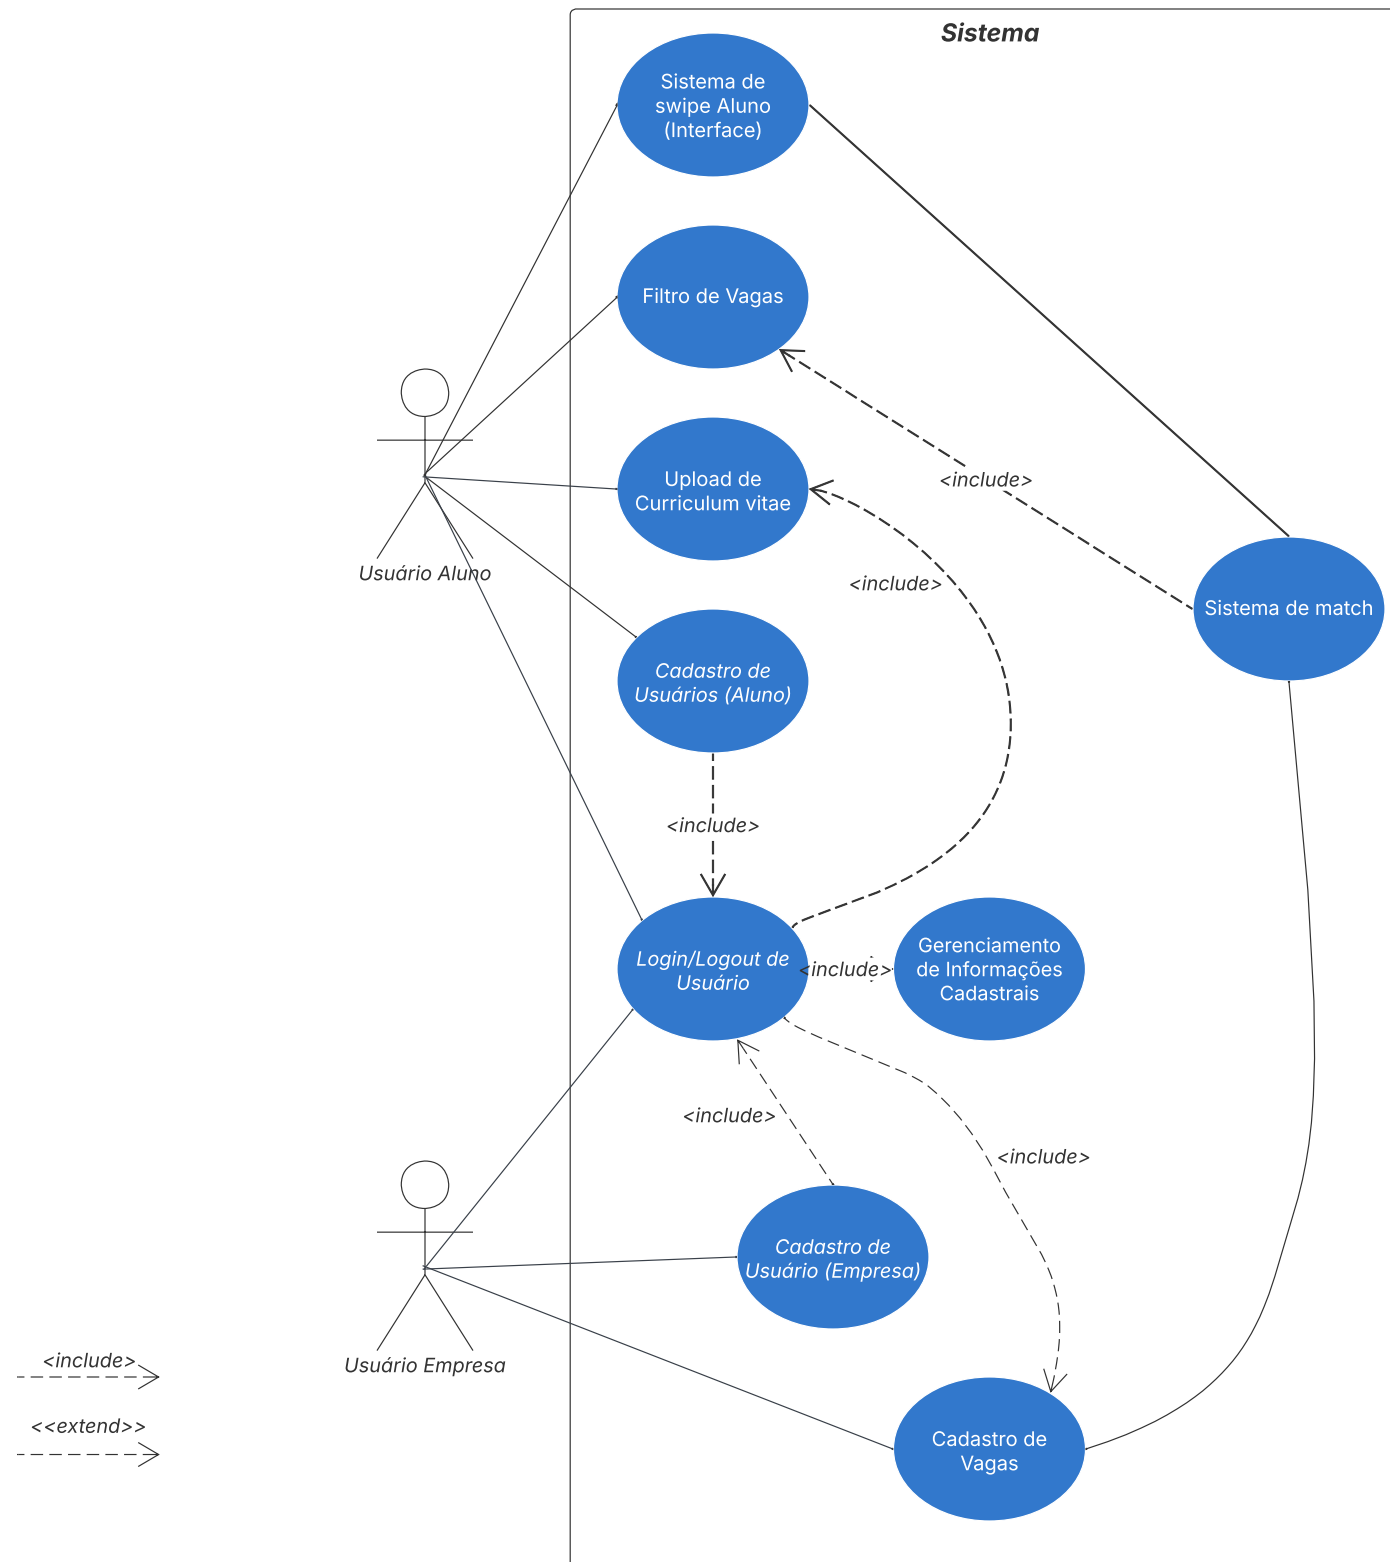 Sistema
Sistema de
swipe Aluno
(Interface)
Filtro de Vagas
<include>
Upload de
Curriculum vitae
<include>
Usuário Aluno
Sistema de match
Cadastro de
Usuários (Aluno)
<include>
Login/Logout de
Usuário
<include>
Gerenciamento
de Informações
Cadastrais
<include>
<include>
Cadastro de
Usuário (Empresa)
Usuário Empresa
<include>
<<extend>>
Cadastro de
Vagas